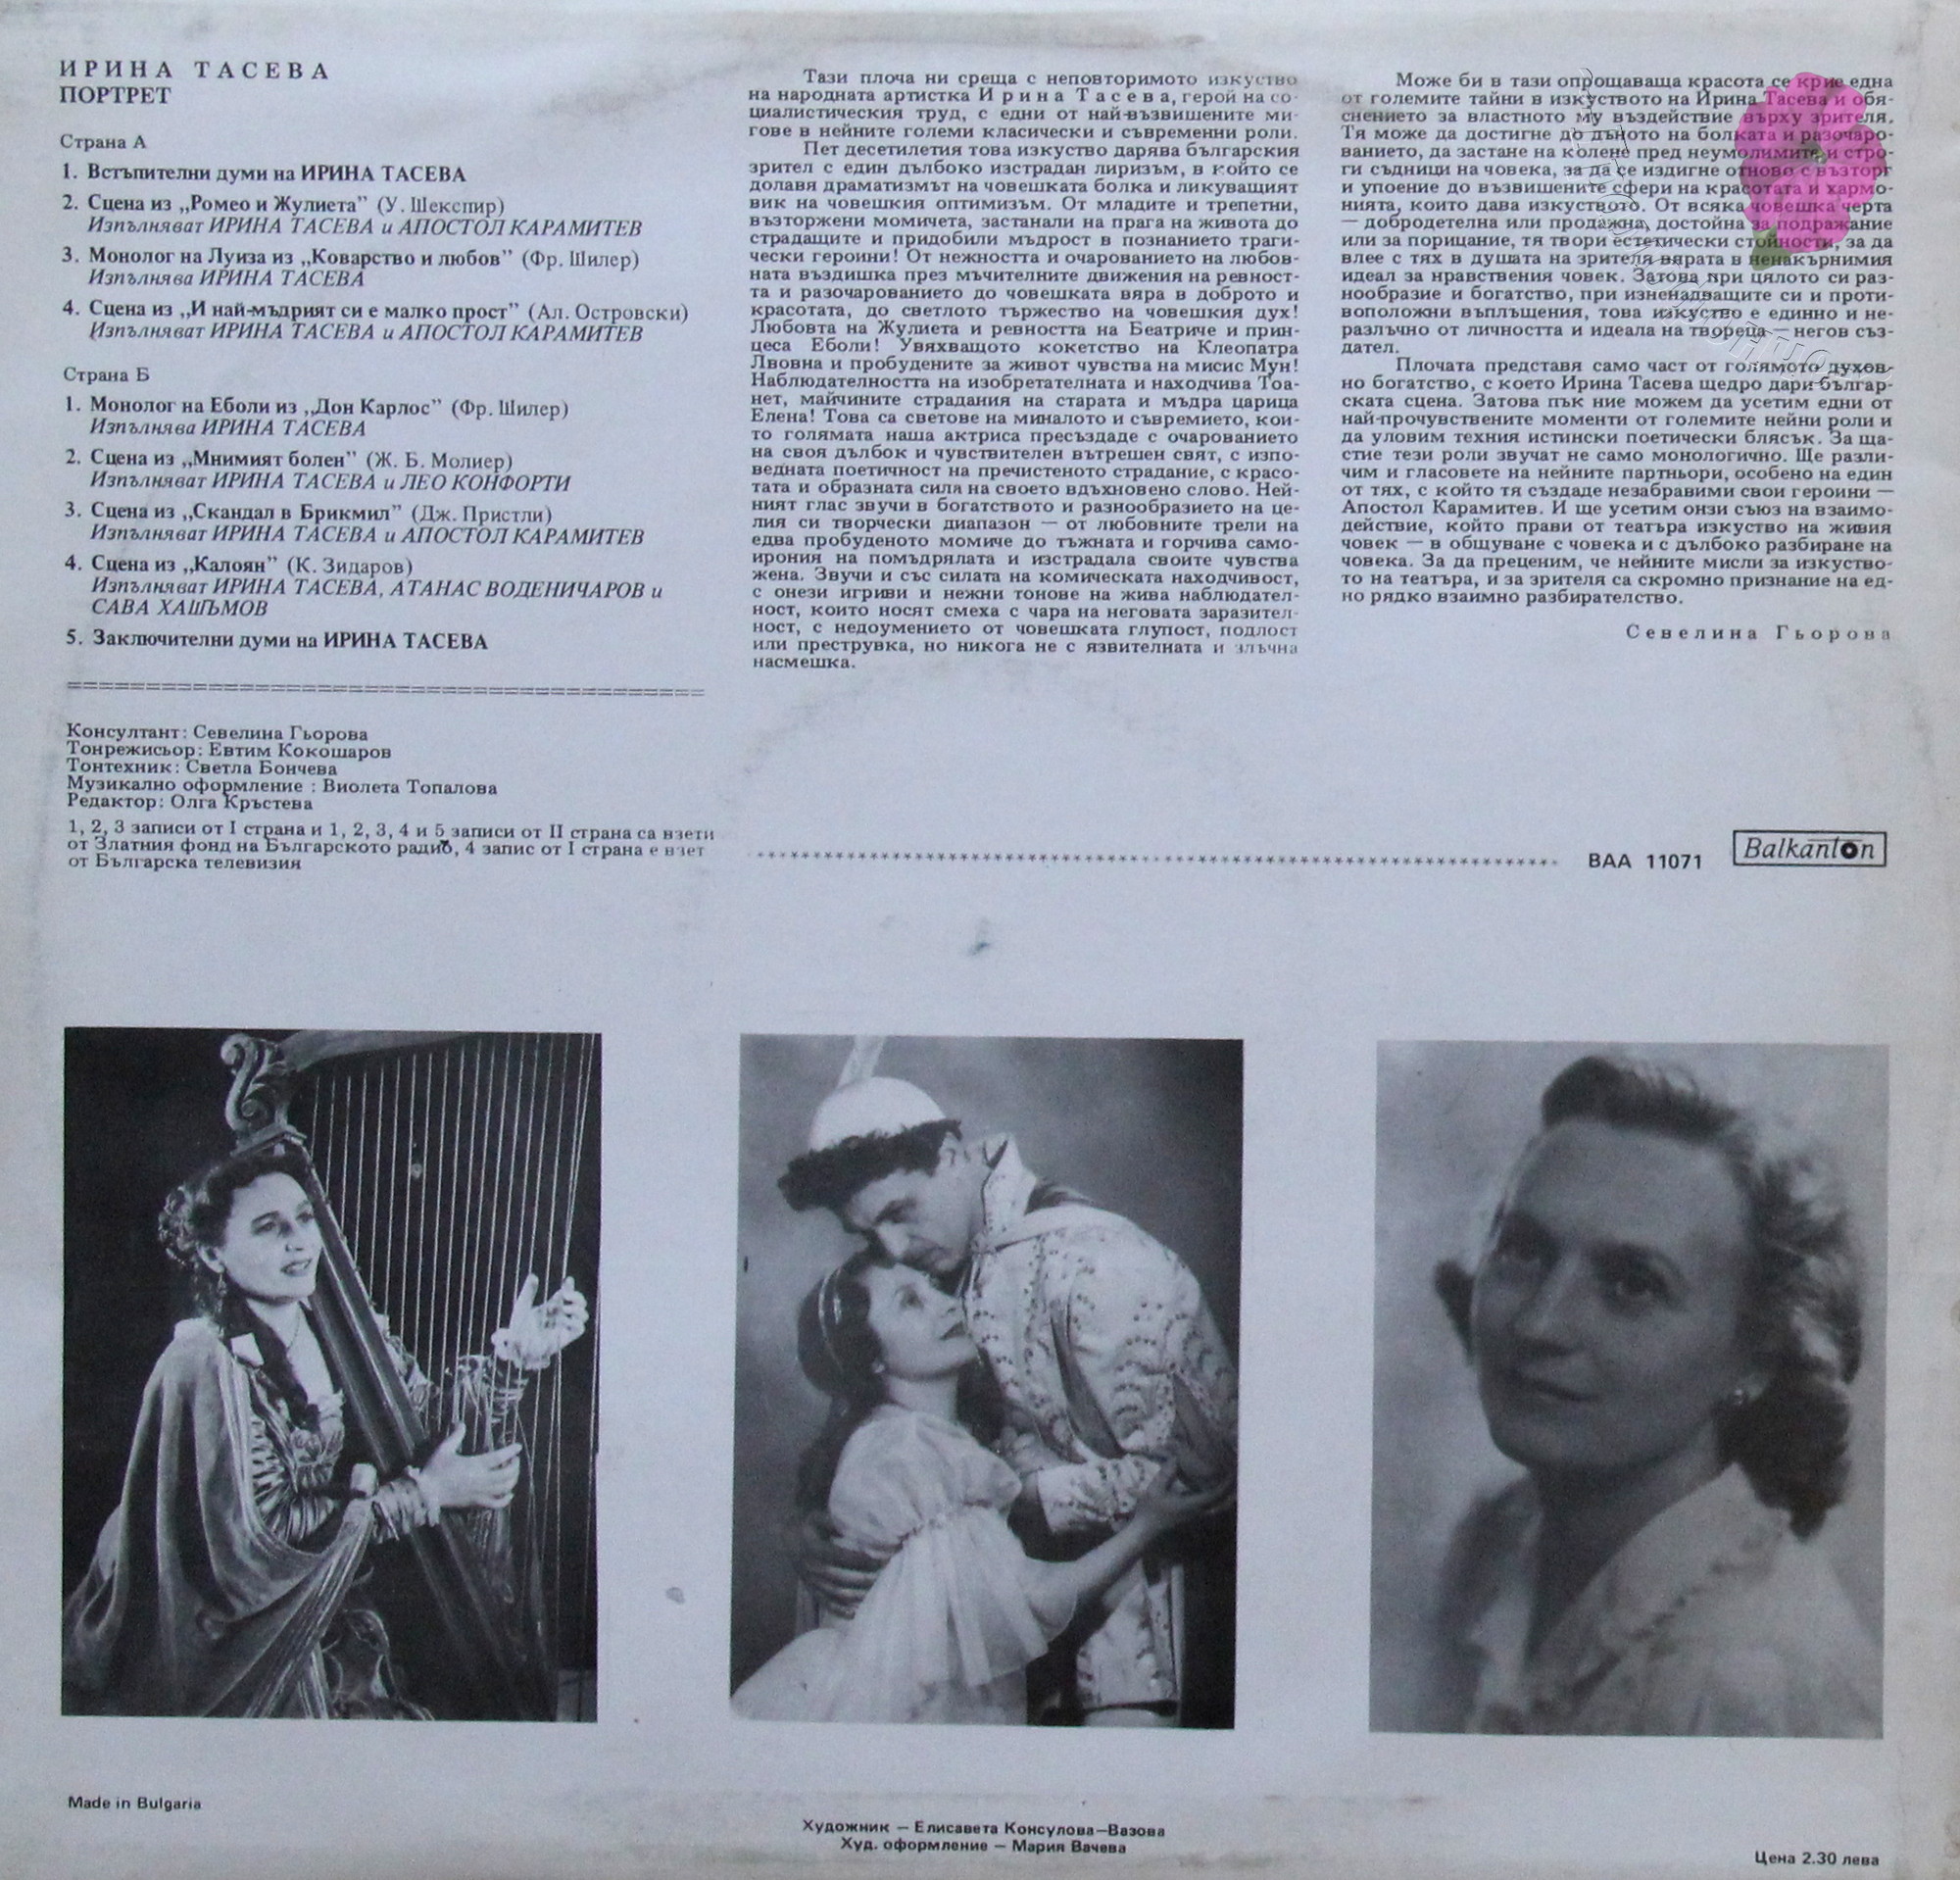 ИРИНА ТАСЕВА
ПОРТРЕТ
Страна А
1. Встъпителни думи на ИРИНА ТАСЕВА
2. Сцена из „Ромео и Жулиета” (У. Шекспир)
Изпълняват ИРИНА ТАСЕВА и АПОСТОЛ КАРАМИТЕВ
3. Монолог на Луиза из „Коварство и любов” (Фр. Шилер)
Изпълнява ИРИНА ТАСЕВА
4. Сцена из „И най-мъдрият си е малко прост” (Ал. Островски)
Изпълняват ИРИНА ТАСЕВА и АПОСТОЛ КАРАМИТЕВ
Страна Б
1. Монолог на Еболи из „Дон Карлос” (Фр. Шилер)
Изпълнява ИРИНА ТАСЕВА
2. Сцена из „Мнимият болен” (Ж. Б. Молиер)
Изпълняват ИРИНА ТАСЕВА и ЛЕО КОНФОРТИ
3. Сцена из „Скандал в Брикмил” (Дж. Пристли)
Изпълняват ИРИНА ТАСЕВА и АПОСТОЛ КАРАМИТЕВ
4. Сцена из „Калоян” (К. Зидаров)
Изпълняват ИРИНА ТАСЕВА, АТАНАС ВОДЕНИЧАРОВ и
САВА ХАШЪМОВ
5. Заключителни думи на ИРИНА ТАСЕВА
Консултант: Севелина Гьорова
Тонрежисьор: Евтим Кокошаров
Тонтехник: Светла Бончева
Музикално оформление : Виолета Топалова
Редактор: Олга Кръстева
1, 2, 3 записи от I страна и 1, 2, 3, 4 и 5 записи от II страна са взети
от Златния фонд на Българското радио, 4 запис от I страна е взет
от Българска телевизия
Тази плоча ни среща с неповторимото изкуство
на народната артистка Ирина Тасева, герой на со-
циалистическия труд, с едни от най-възвишените ми-
гове в нейните големи класически и съвременни роли.
Пет десетилетия това изкуство дарява българския
зрител с един дълбоко изстрадан лиризъм, в който се
долавя драматизмът на човешката болка и ликуващият
вик на човешкия оптимизъм. От младите и трепетни,
възторжени момичета, застанали на прага на живота до
страдащите и придобили мъдрост в познанието траги-
чески героини! От нежността и очарованието на любов-
ната въздишка през мъчителните движения на ревност-
та и разочарованието до човешката вяра в доброто и
красотата, до светлото тържество на човешкия дух!
Любовта на Жулиета и ревността на Беатриче и прин-
цеса Еболи! Увяхващото кокетство на Клеопатра
Лвовна и пробудените за живот чувства на мисис Мун!
Наблюдателността на изобретателната и находчива Тоа-
нет, майчините страдания на старата и мъдра царица
Елена! Това са светове на миналото и съвремието, кои-
то голямата наша актриса пресъздаде с очарованието
на своя дълбок и чувствителен вътрешен свят, с изпо-
ведната поетичност на пречистеното страдание, с красо-
тата и образната сила на своето вдъхновено слово. Ней-
ният глас звучи в богатството и разнообразието на це-
лия си творчески диапазон — от любовните трели на
едва пробуденото момиче до тъжната и горчива само-
ирония на помъдрялата и изстрадала своите чувства
жена. Звучи и със силата на комическата находчивост,
с онези игриви и нежни тонове на жива наблюдател-
ност, които носят смеха с чара на неговата заразител-
ност, с недоумението от човешката глупост, подлост
или преструвка, но никога не с язвителната и злъчна
насмешка.
Може би в тази опрощаваща красота се крие една
от големите тайни в изкуството на Ирина Тасева и обя-
снението за властното му въздействие върху зрителя.
Тя може да достигне до дъното на болката и разочаро-
ванието, да застане на колене пред неумолимите и стро-
ги съдници на човека, за да се издигне отново с възторг
и упоение до възвишените сфери на красотата и хармо-
нията, които дава изкуството. От всяка човешка черта
— добродетелна или продажна, достойна за подражание
или за порицание, тя твори естетически стойности, за да
влее с тях в душата на зрителя вярата в ненакърнимия
идеал за нравствения човек. Затова при цялото си раз-
нообразие и богатство, при изненадващите си и проти-
воположни въплъщения, това изкуство е единно и не-
разлъчно от личността и идеала на твореца — негов съз-
дател.
Плочата представя само част от голямото духов-
но богатство, с което Ирина Тасева щедро дари българ-
ската сцена. Затова пък ние можем да усетим едни от
най-прочувствените моменти от големите нейни роли и
да уловим техния истински поетически блясък. За ща-
стие тези роли звучат не само монологично. Ще разли-
чим и гласовете на нейните партньори, особено на един
от тях, с който тя създаде незабравими свои героини —
Апостол Карамитев. И ще усетим онзи съюз на взаимо-
действие, който прави от театъра изкуство на живия
човек — в общуване с човека и с дълбоко разбиране на
човека. За да преценим, че нейните мисли за изкуство-
то на театъра, и за зрителя са скромно признание на ед-
но рядко взаимно разбирателство.
Севелина Гьорова
ВАА 11071
Balkanton
Made in Bulgaria
Художник — Елисавета Консулова—Вазова
Худ. оформление — Мария Вачева
Цена 2.30 лева